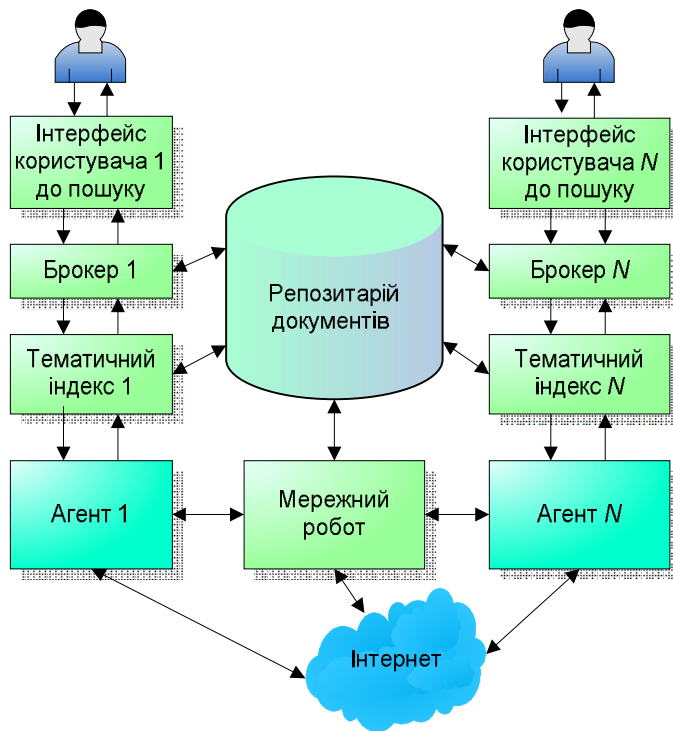 Інтерфейс
користувача 1
до пошуку
Інтерфейс
користувача N
до пошуку
Брокер 1
Репозитарій
документів
Брокер N
Тематичний
індекс 1
Тематичний
індекс N
Агент 1
Мережний
робот
Агент N
Інтернет